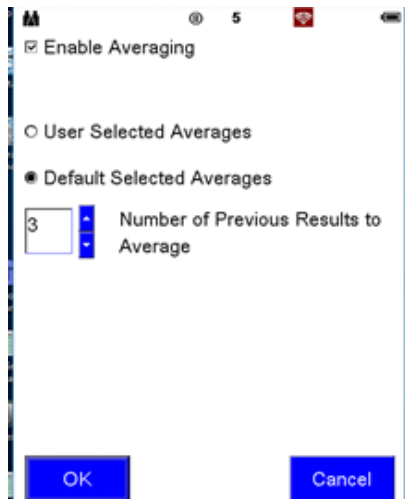 5
Enable Averaging
User Selected Averages
Default Selected Averages
3
Number of Previous Results to
Average
OK
Cancel